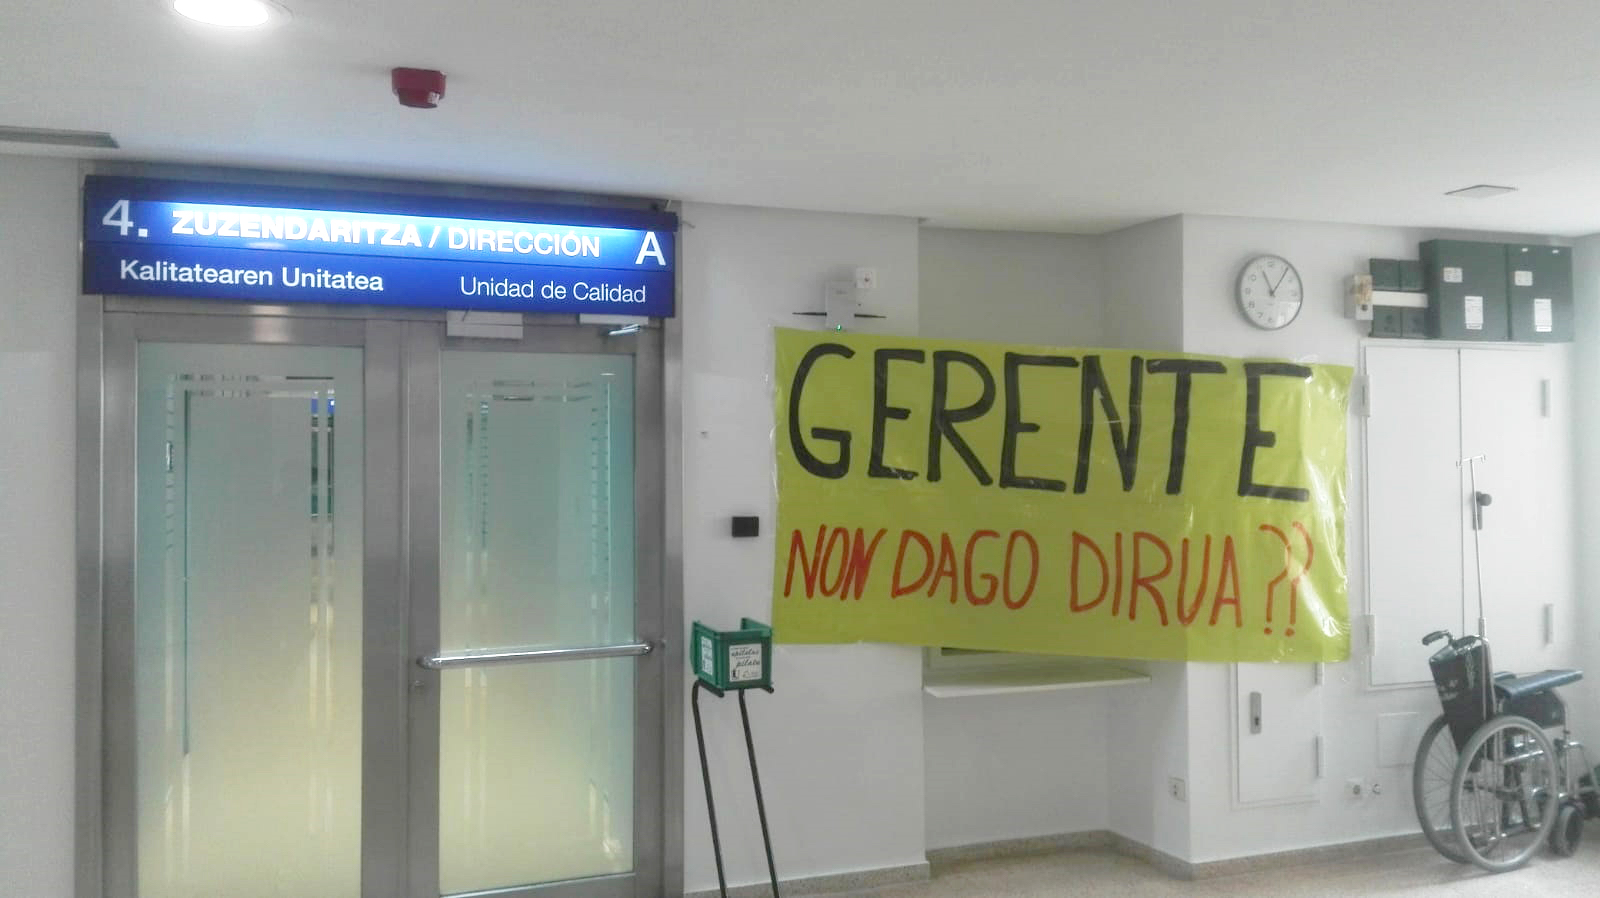 4. ZUZENDARITZA / DIRECCIÓN A
Kalitatearen Unitatea Unidad de Calidad
GERENTE
NON DAGO DIRUA ??